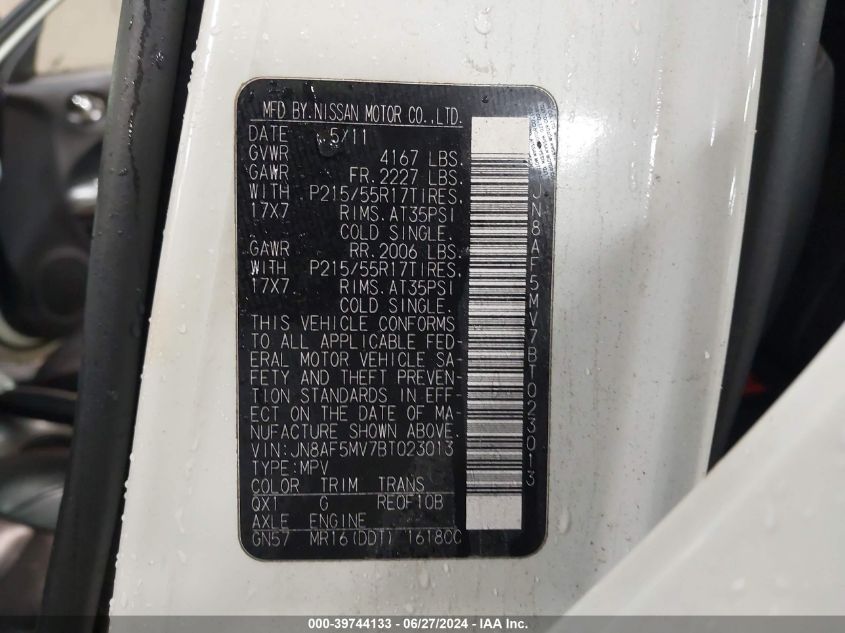 MFD BY.NISSAN MOTOR CO.,LTD.
DATE 5/11
GVWR 4167 LBS.
GAWR FR.2227 LBS.
WITH P215/55R17TIRES.
17X7 RIMS.AT35PSI
COLD SINGLE.
GAWR RR.2006 LBS.
WITH P215/55R17TIRES.
17X7 RIMS.AT35PSI
COLD SINGLE.
THIS VEHICLE CONFORMS
TO ALL APPLICABLE FED-
ERAL MOTOR VEHICLE SA-
FETY AND THEFT PREVEN-
TION STANDARDS IN EFF-
ECT ON THE DATE OF MA-
NUFACTURE SHOWN ABOVE.
VIN:JN8AF5MV7BT023013
TYPE:MPV
COLOR TRIM TRANS
QX1 G RE0F10B
AXLE ENGINE
GN57 MR16(DDT) 1618CC
JN8AF5MV7BT023013
000-39744133 - 06/27/2024 - IAA Inc.